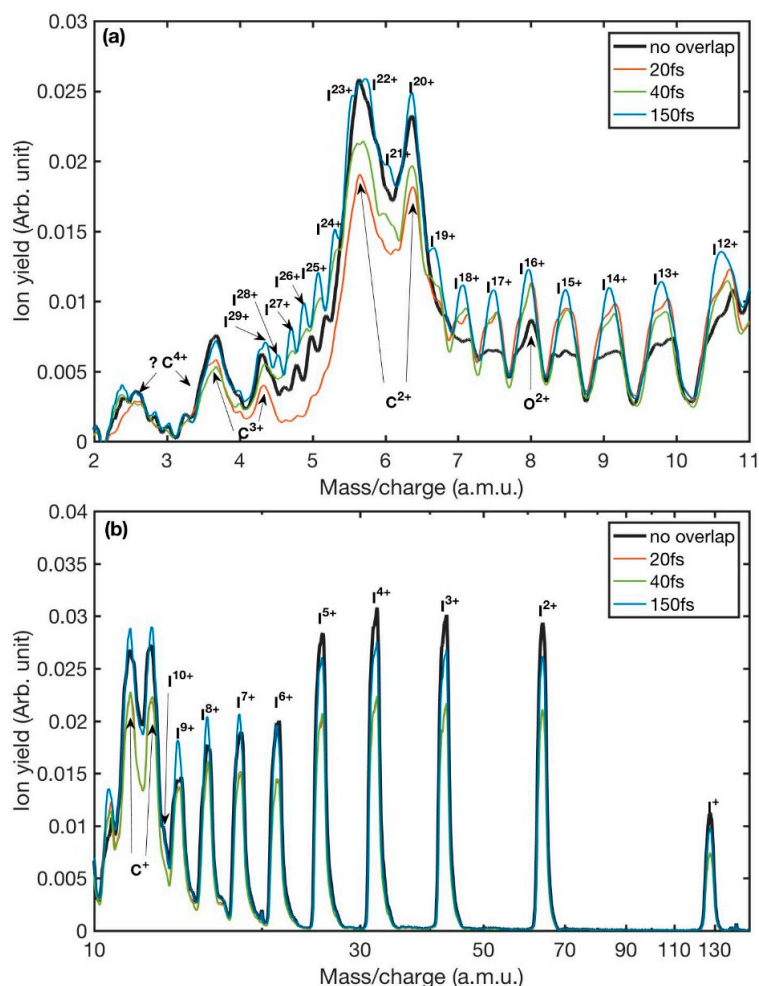 (a)
no overlap
20fs
40fs
150fs
I23+ I22+ I20+
I21+
I24+
I19+
I26+ I25+
I28+ I27+
I29+
I18+ I17+ I16+ I15+ I14+ I13+ I12+
? C4+
C3+
C2+
O2+
0.03
0.025
0.02
0.015
0.01
0.005
0
Ion yield (Arb. unit)
2 3 4 5 6 7 8 9 10 11
Mass/charge (a.m.u.)
(b)
no overlap
20fs
40fs
150fs
I5+ I4+ I3+ I2+
I10+
I9+ I8+ I7+ I6+
C+
I+
0.04
0.035
0.03
0.025
0.02
0.015
0.01
0.005
0
Ion yield (Arb. unit)
10 30 50 70 90 110 130
Mass/charge (a.m.u.)